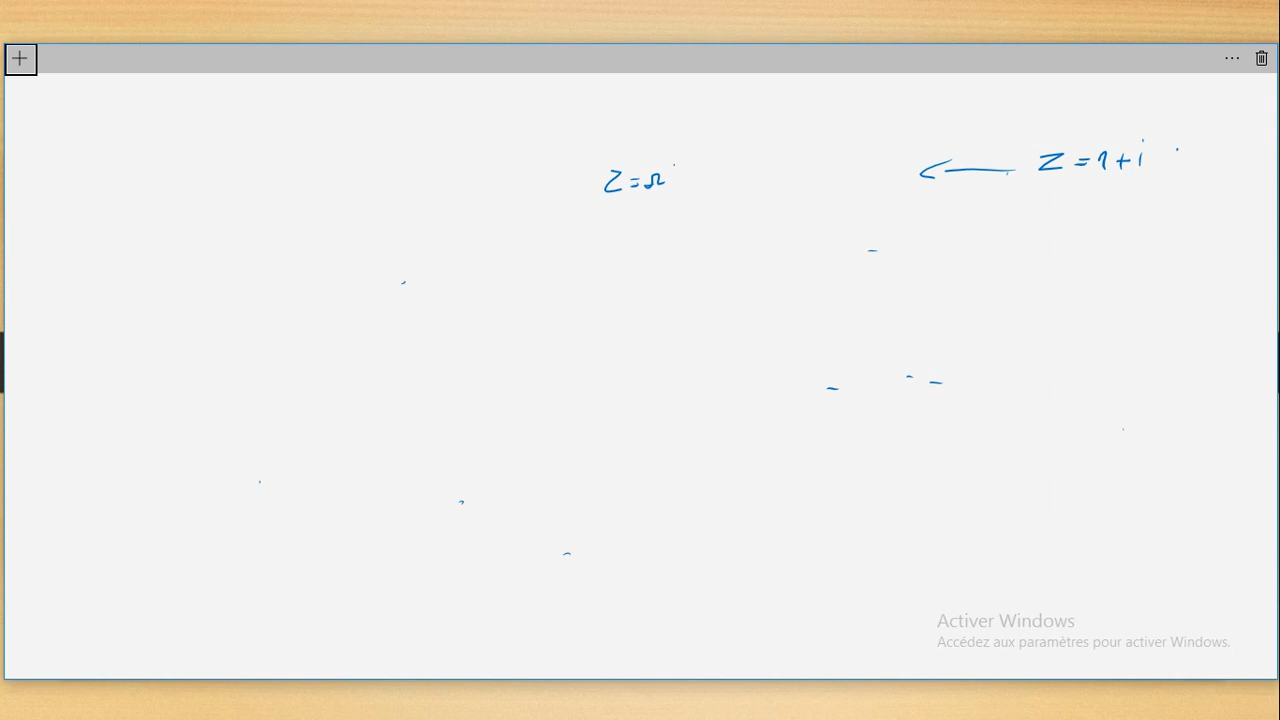 Z = 1 + i
Z =
Activer Windows
Accédez aux paramètres pour activer Windows.